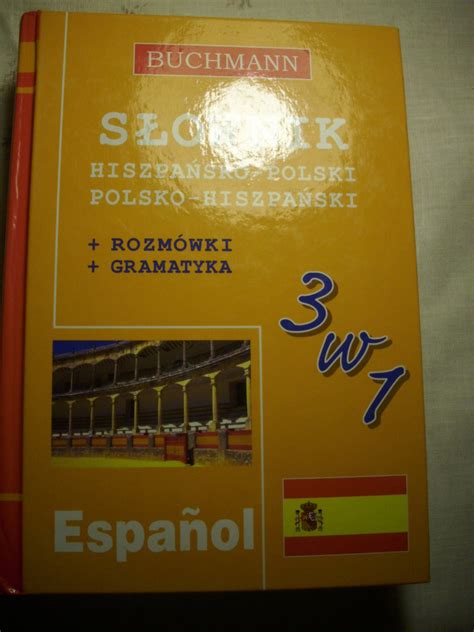 BUCHMANN
SŁOWNIK
HISZPAŃSKO-POLSKI
POLSKO-HISZPAŃSKI
+ ROZMÓWKI
+ GRAMATYKA
3 w 1
Español